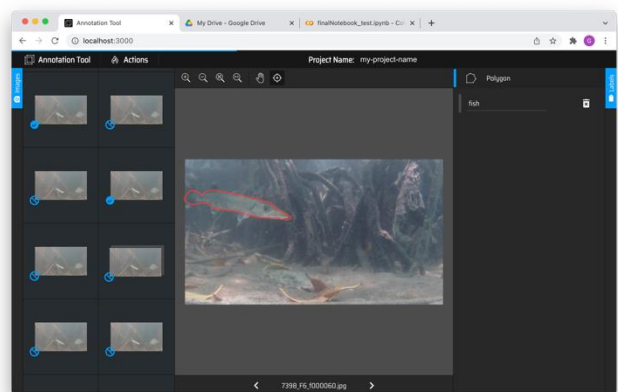 Annotation Tool
My Drive - Google Drive
finalNotebook_test.ipynb - Col
localhost:3000
G
Annotation Tool
Actions
Project Name: my-project-name
Images
Polygon
fish
Labels
7398_F6_f000060.jpg